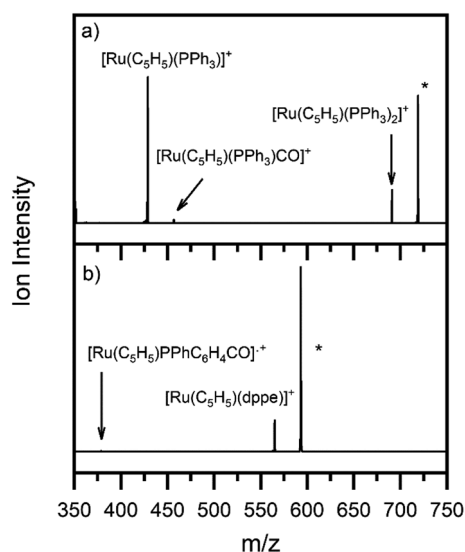 a)
[Ru(C₅H₅)(PPh₃)]⁺
*
[Ru(C₅H₅)(PPh₃)₂]⁺
[Ru(C₅H₅)(PPh₃)CO]⁺
Ion Intensity
b)
*
[Ru(C₅H₅)PPhC₆H₄CO]·⁺
[Ru(C₅H₅)(dppe)]⁺
350 400 450 500 550 600 650 700 750
m/z